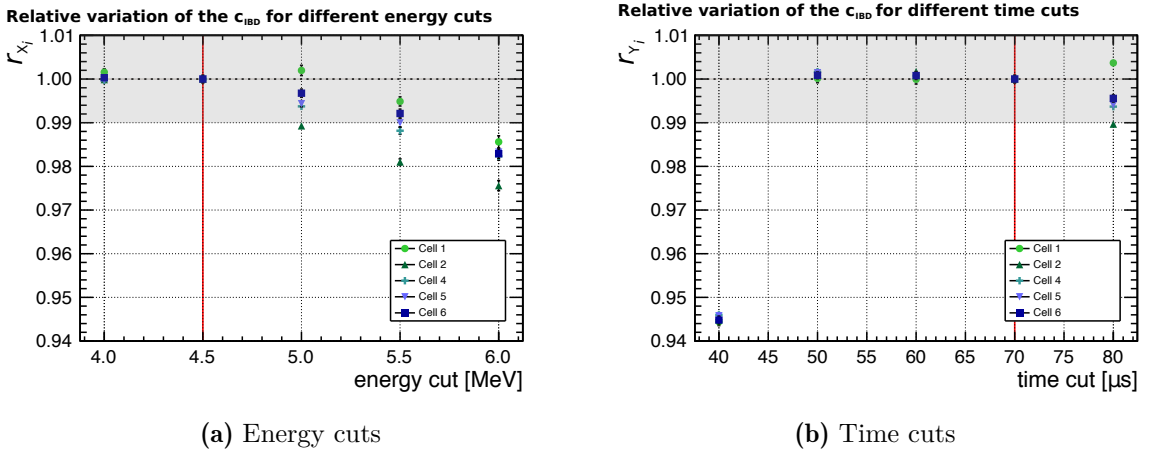 Relative variation of the c_IBD for different energy cuts
r_X_i
1.01
1.00
0.99
0.98
0.97
0.96
0.95
0.94
Cell 1
Cell 2
Cell 4
Cell 5
Cell 6
4.0 4.5 5.0 5.5 6.0
energy cut [MeV]
(a) Energy cuts
Relative variation of the c_IBD for different time cuts
r_Y_i
1.01
1.00
0.99
0.98
0.97
0.96
0.95
0.94
Cell 1
Cell 2
Cell 4
Cell 5
Cell 6
40 45 50 55 60 65 70 75 80
time cut [μs]
(b) Time cuts